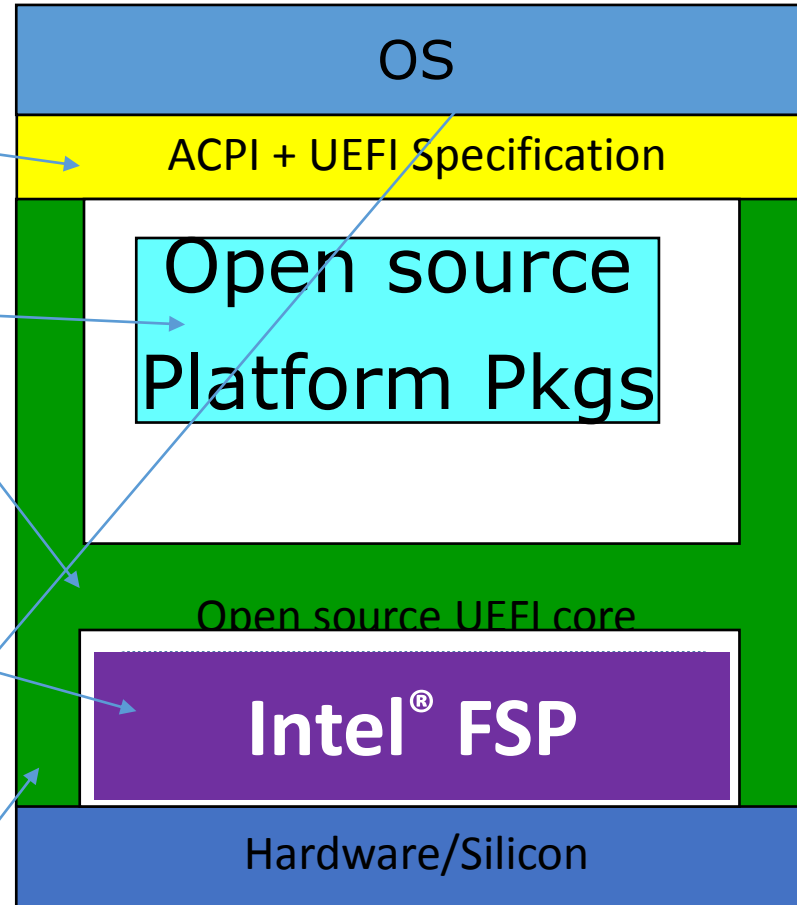 OS
ACPI + UEFI Specification
Open source
Platform Pkgs
Open source UEFI core
Intel® FSP
Hardware/Silicon